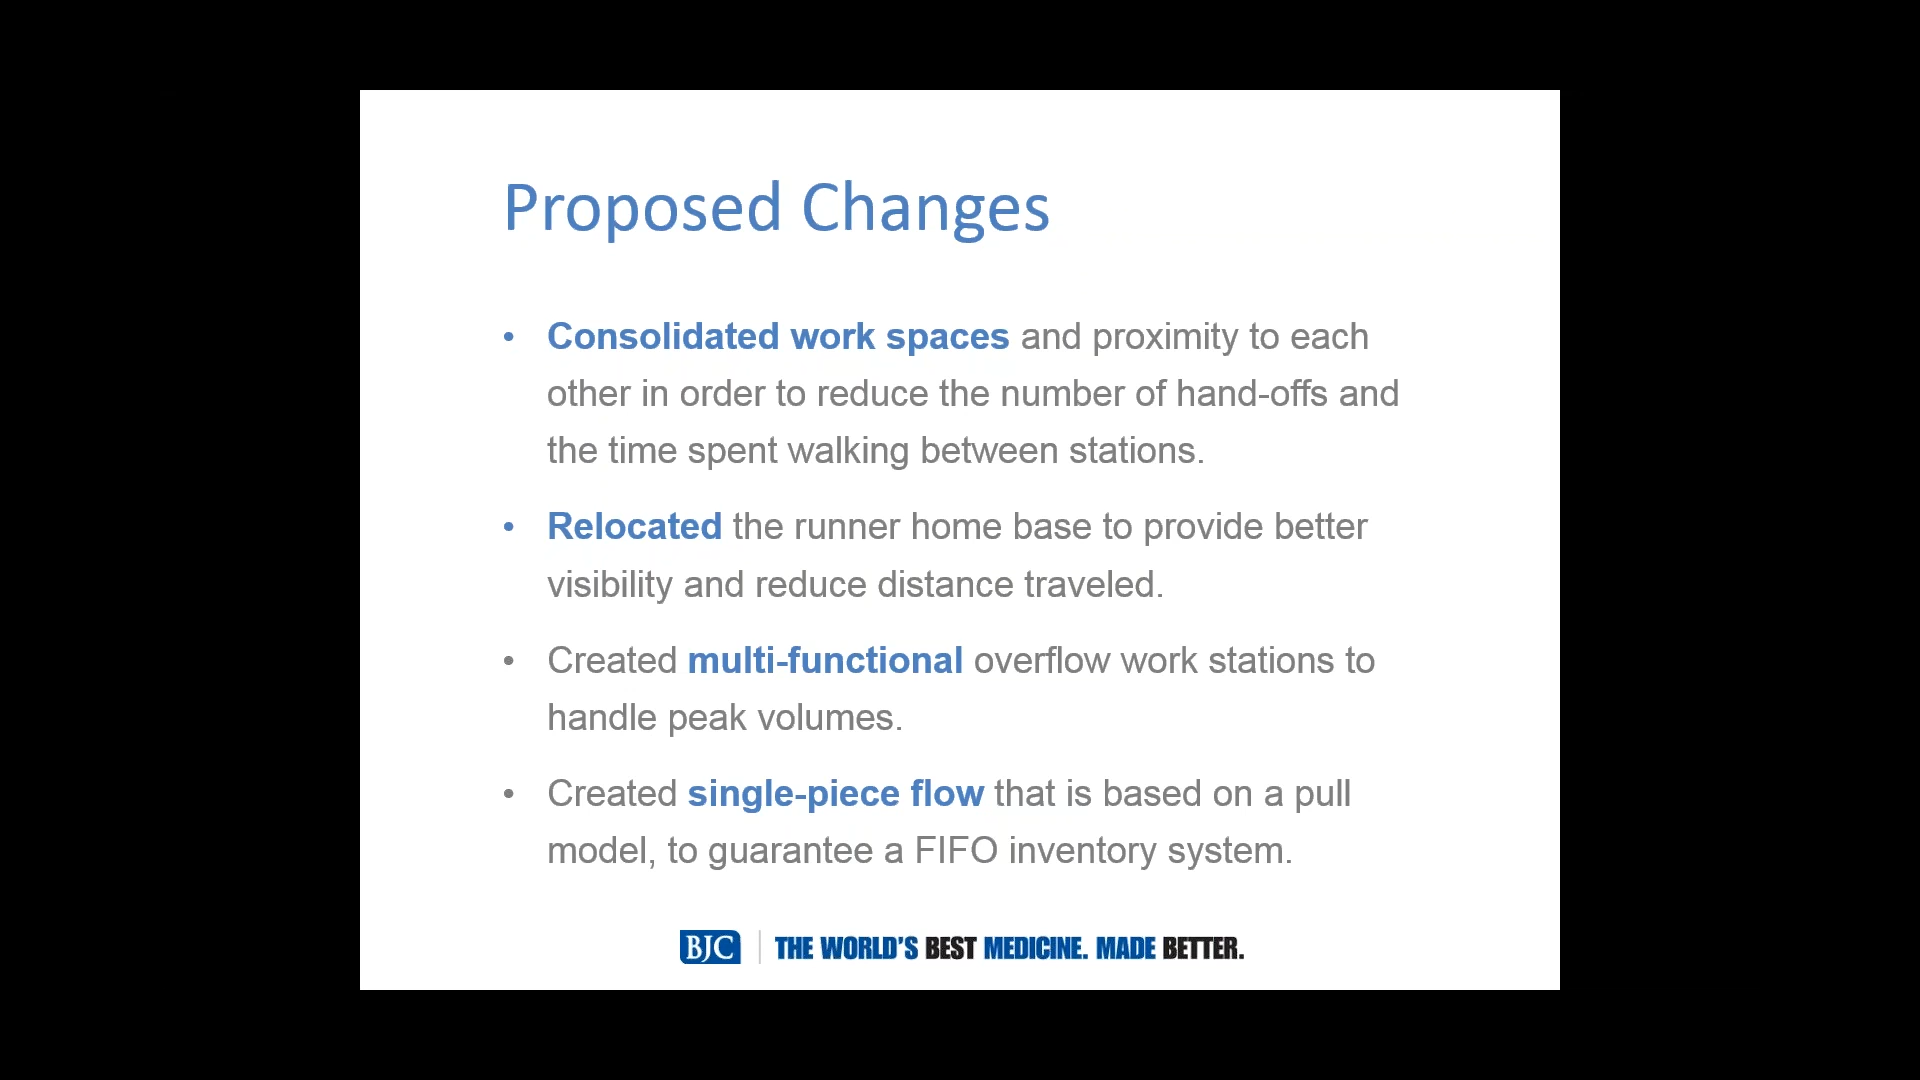 Proposed Changes
• Consolidated work spaces and proximity to each
other in order to reduce the number of hand-offs and
the time spent walking between stations.
• Relocated the runner home base to provide better
visibility and reduce distance traveled.
• Created multi-functional overflow work stations to
handle peak volumes.
• Created single-piece flow that is based on a pull
model, to guarantee a FIFO inventory system.
BJC THE WORLD'S BEST MEDICINE. MADE BETTER.